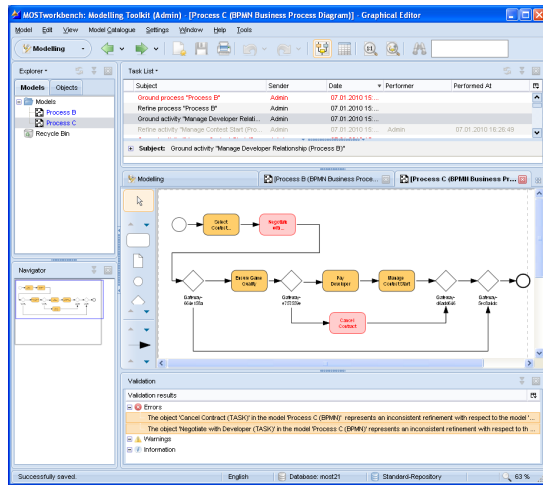 MOSTworkbench: Modelling Toolkit (Admin) - [Process C (BPMN Business Process Diagram)] - Graphical Editor
Model Edit View Model Catalogue Settings Window Help Tools
Modelling
Explorer
Models Objects
Models
Process B
Process C
Recycle Bin
Task List
Subject Sender Date Performer Performed At
Ground process "Process B" Admin 07.01.2010 15:...
Refine process "Process B" Admin 07.01.2010 15:...
Ground activity "Manage Developer Relati... Admin 07.01.2010 15:...
Refine activity "Manage Contest Start (Pro... Admin 07.01.2010 15:... Admin 07.01.2010 16:26:49
Subject: Ground activity "Manage Developer Relationship (Process B)"
Modelling [Process B (BPMN Business Proce... [Process C (BPMN Business Pr...
Select
Contest...
Negotiate
with...
Ensure Game
Quality
Pay
Developer
Manage
Contest Start
Gateway-
Gateway-
Gateway-
Gateway-
Cancel
Contract
Navigator
Validation
Validation results
Errors
The object 'Cancel Contract (TASK)' in the model 'Process C (BPMN)' represents an inconsistent refinement with respect to the model '...
The object 'Negotiate with Developer (TASK)' in the model 'Process C (BPMN)' represents an inconsistent refinement with respect to th...
Warnings
Information
Successfully saved. English Database: most21 Standard-Repository 63 %